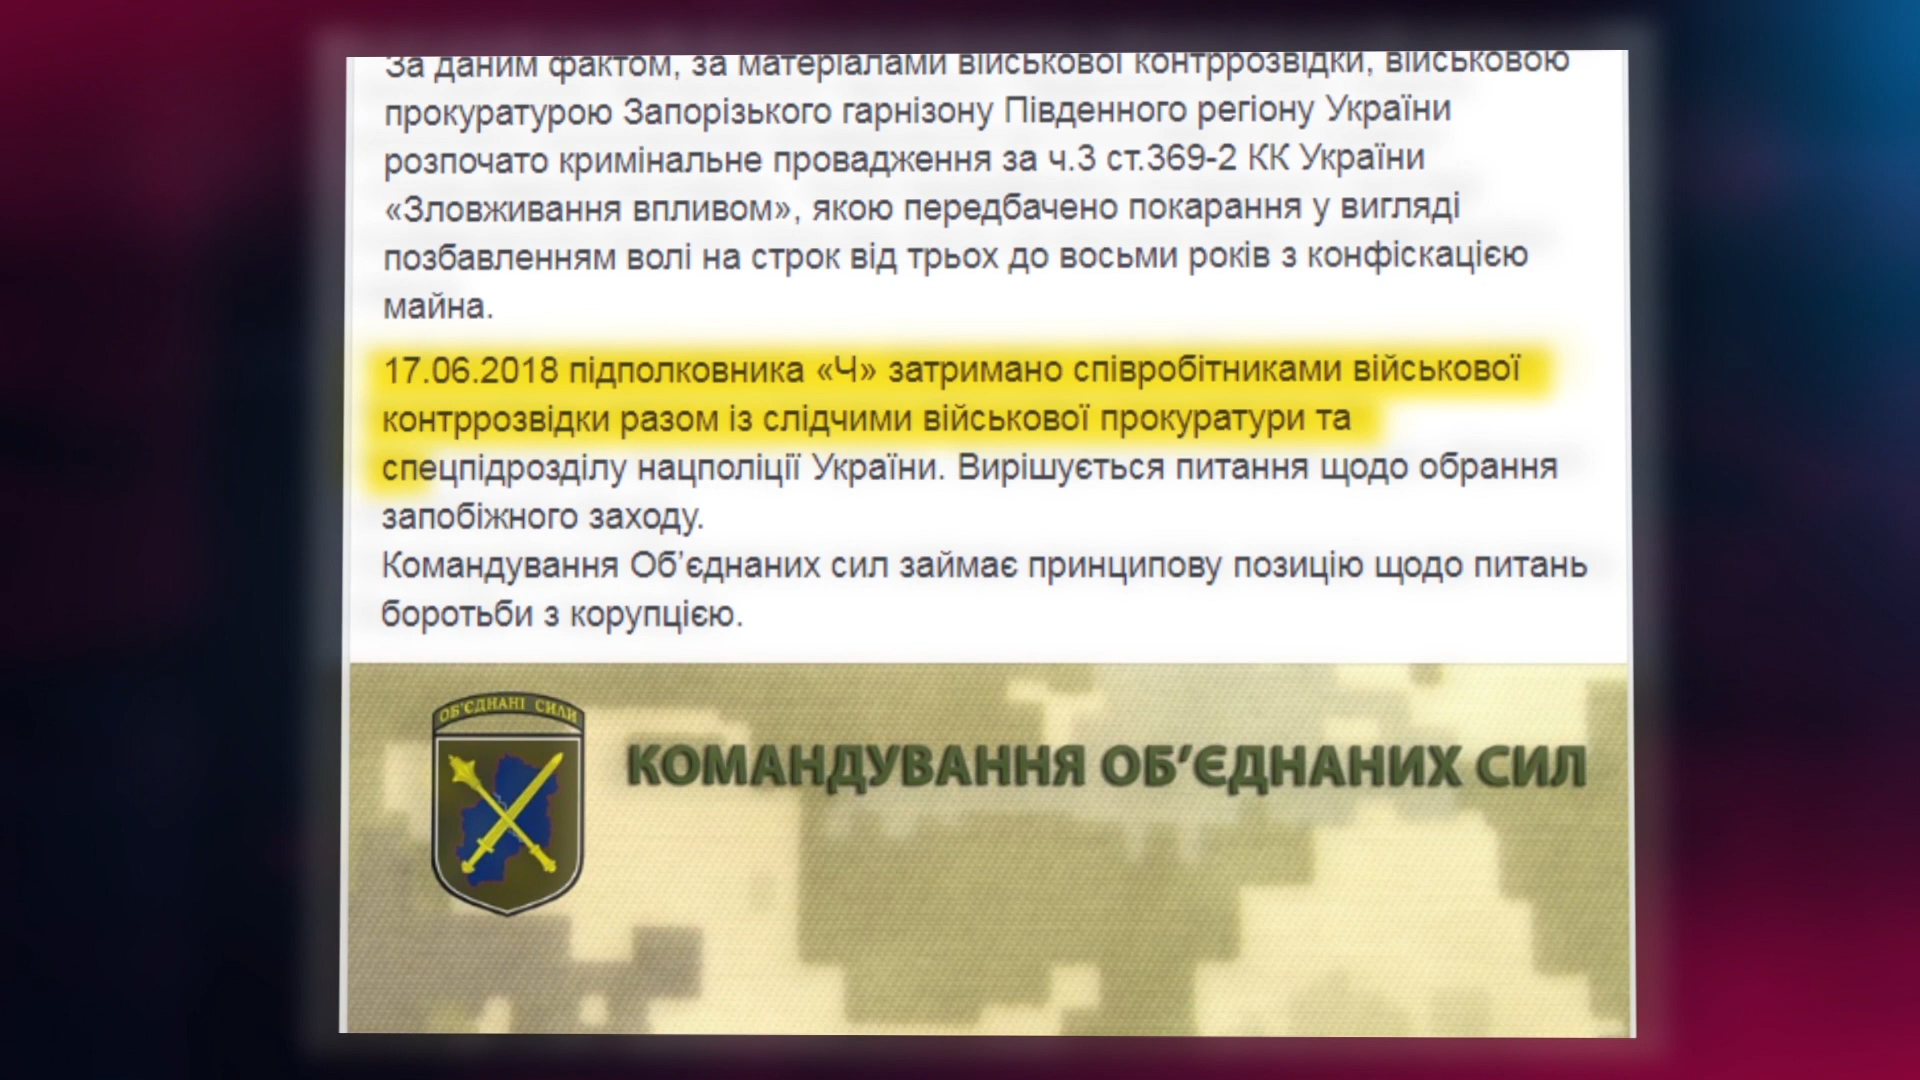 За даним фактом, за матеріалами військової контррозвідки, військовою
прокуратурою Запорізького гарнізону Південного регіону України
розпочато кримінальне провадження за ч.3 ст.369-2 КК України
«Зловживання впливом», якою передбачено покарання у вигляді
позбавленням волі на строк від трьох до восьми років з конфіскацією
майна.
17.06.2018 підполковника «Ч» затримано співробітниками військової
контррозвідки разом із слідчими військової прокуратури та
спецпідрозділу нацполіції України. Вирішується питання щодо обрання
запобіжного заходу.
Командування Об’єднаних сил займає принципову позицію щодо питань
боротьби з корупцією.
ОБ'ЄДНАНІ СИЛИ
КОМАНДУВАННЯ ОБ’ЄДНАНИХ СИЛ